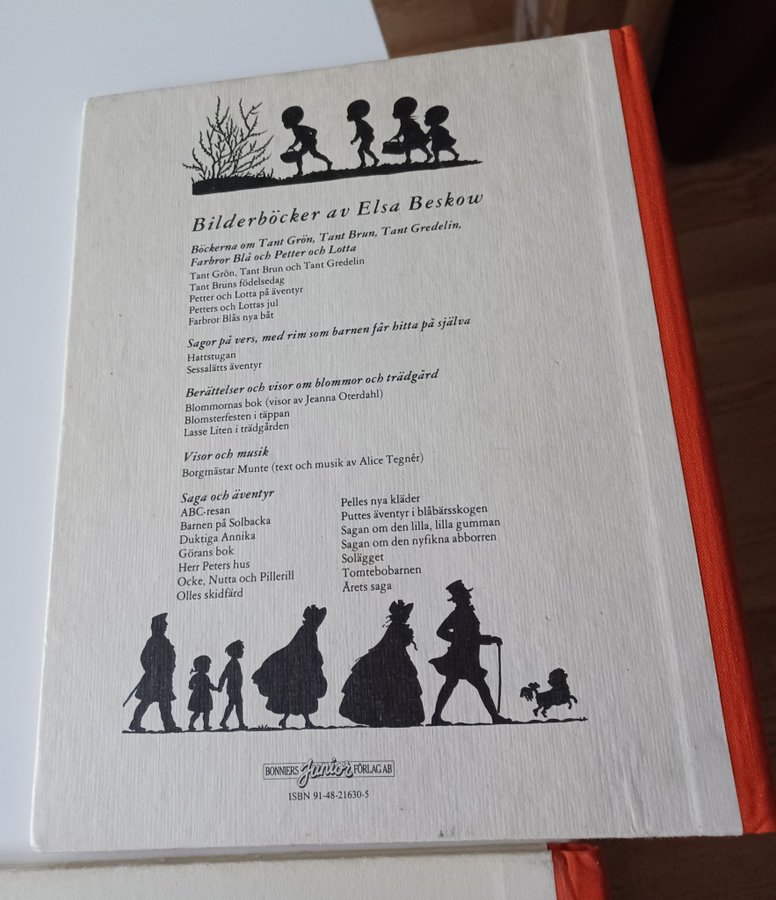 Bilderböcker av Elsa Beskow
Böckerna om Tant Grön, Tant Brun, Tant Gredelin,
Farbror Blå och Petter och Lotta
Tant Grön, Tant Brun och Tant Gredelin
Tant Bruns födelsedag
Petter och Lotta på äventyr
Petters och Lottas jul
Farbror Blås nya båt
Sagor på vers, med rim som barnen får hitta på själva
Hattstugan
Sessalätts äventyr
Berättelser och visor om blommor och trädgård
Blommornas bok (visor av Jeanna Oterdahl)
Blomsterfesten i täppan
Lasse Liten i trädgården
Visor och musik
Borgmästar Munte (text och musik av Alice Tegnér)
Saga och äventyr
ABC-resan
Barnen på Solbacka
Duktiga Annika
Görans bok
Herr Peters hus
Ocke, Nutta och Pillerill
Olles skidfärd
Pelles nya kläder
Puttes äventyr i blåbärsskogen
Sagan om den lilla, lilla gumman
Sagan om den nyfikna abborren
Solägget
Tomtebobarnen
Årets saga
BONNIERS Junior FÖRLAG AB
ISBN 91-48-21630-5